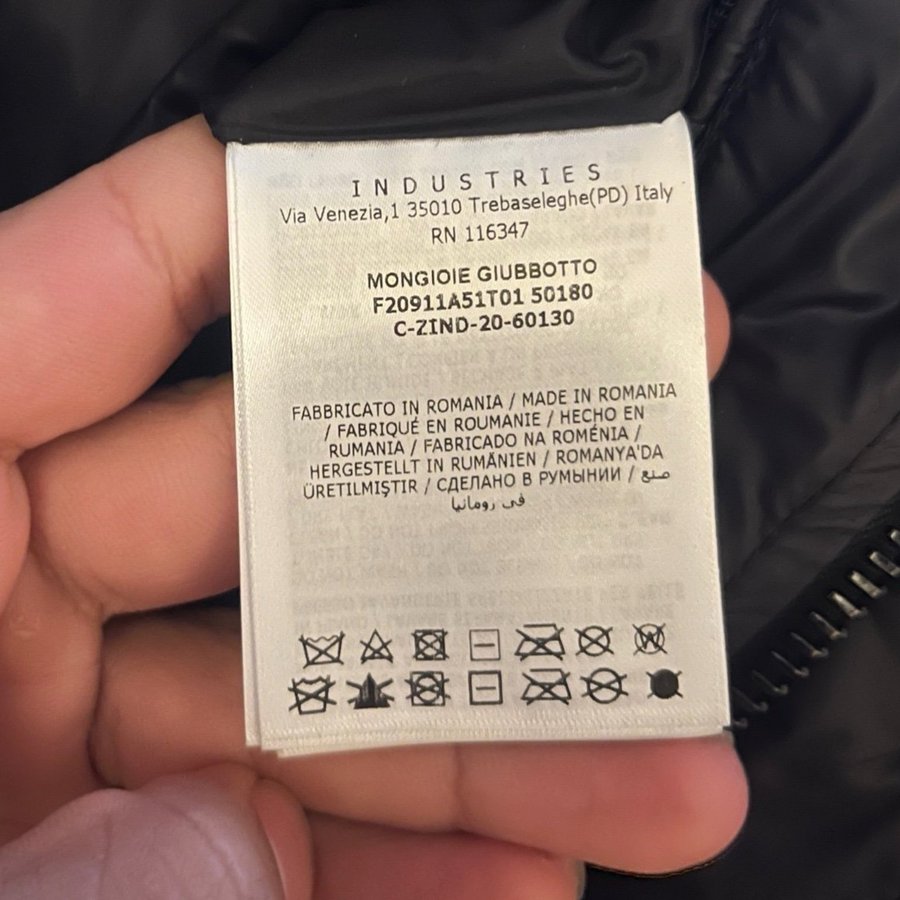 INDUSTRIES
Via Venezia,1 35010 Trebaseleghe(PD) Italy
RN 116347
MONGIOIE GIUBBOTTO
F20911A51T01 50180
C-ZIND-20-60130
FABBRICATO IN ROMANIA / MADE IN ROMANIA
/ FABRIQUÉ EN ROUMANIE / HECHO EN
RUMANIA / FABRICADO NA ROMÉNIA /
HERGESTELLT IN RUMÄNIEN / ROMANYA'DA
ÜRETILMIŞTIR / СДЕЛАНО В РУМЫНИИ / صنع
في رومانيا